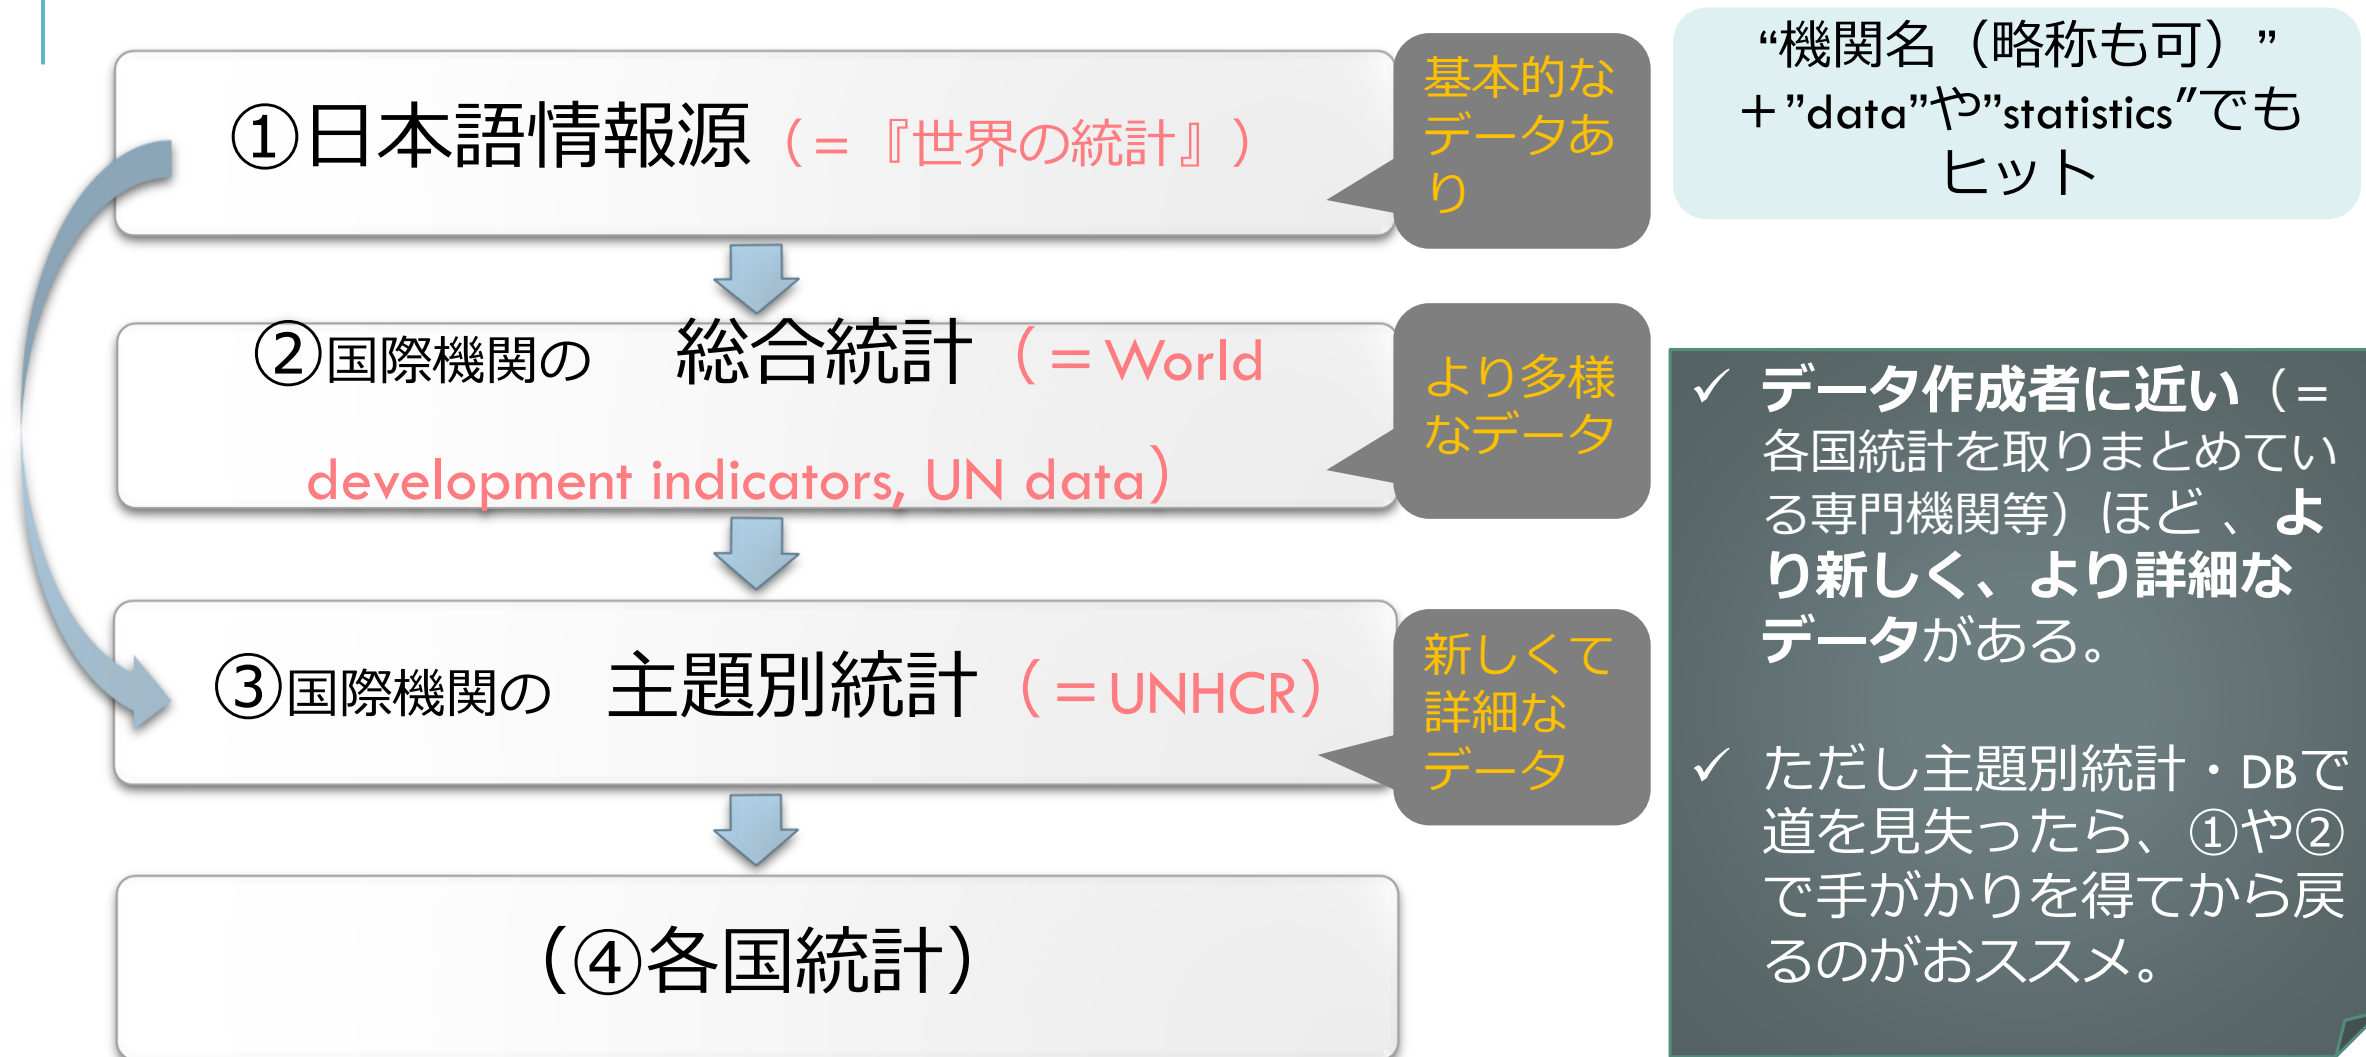 ①日本語情報源（＝『世界の統計』）
基本的な
データあ
り
“機関名（略称も可）”
＋”data”や”statistics”でも
ヒット
②国際機関の　総合統計（＝World
development indicators, UN data）
より多様
なデータ
③国際機関の　主題別統計（＝UNHCR）
新しくて
詳細な
データ
（④各国統計）
✓ データ作成者に近い（＝
各国統計を取りまとめてい
る専門機関等）ほど、よ
り新しく、より詳細な
データがある。
✓ ただし主題別統計・DBで
道を見失ったら、①や②
で手がかりを得てから戻
るのがおススメ。